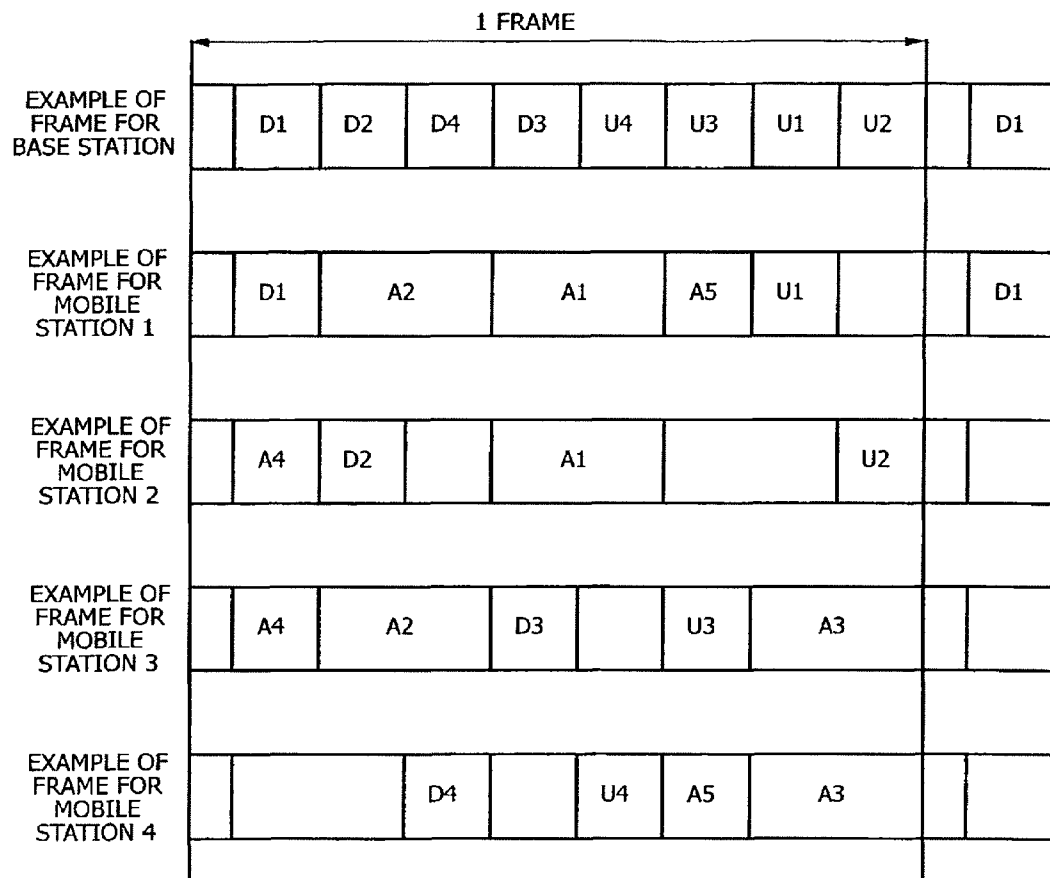 1 FRAME
EXAMPLE OF
FRAME FOR
BASE STATION
D1 D2 D4 D3 U4 U3 U1 U2 D1
EXAMPLE OF
FRAME FOR
MOBILE
STATION 1
D1 A2 A1 A5 U1 D1
EXAMPLE OF
FRAME FOR
MOBILE
STATION 2
A4 D2 A1 U2
EXAMPLE OF
FRAME FOR
MOBILE
STATION 3
A4 A2 D3 U3 A3
EXAMPLE OF
FRAME FOR
MOBILE
STATION 4
D4 U4 A5 A3